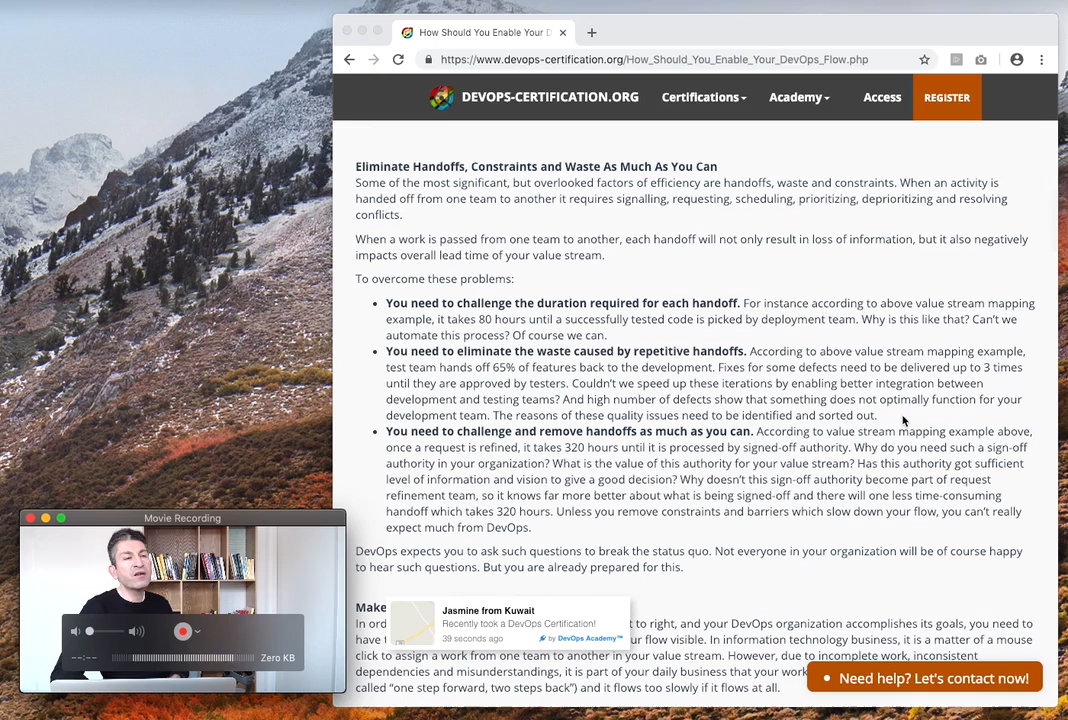 How Should You Enable Your D
https://www.devops-certification.org/How_Should_You_Enable_Your_DevOps_Flow.php
DEVOPS-CERTIFICATION.ORG Certifications Academy Access REGISTER
Eliminate Handoffs, Constraints and Waste As Much As You Can
Some of the most significant, but overlooked factors of efficiency are handoffs, waste and constraints. When an activity is
handed off from one team to another it requires signalling, requesting, scheduling, prioritizing, deprioritizing and resolving
conflicts.
When a work is passed from one team to another, each handoff will not only result in loss of information, but it also negatively
impacts overall lead time of your value stream.
To overcome these problems:
• You need to challenge the duration required for each handoff. For instance according to above value stream mapping
example, it takes 80 hours until a successfully tested code is picked by deployment team. Why is this like that? Can’t we
automate this process? Of course we can.
• You need to eliminate the waste caused by repetitive handoffs. According to above value stream mapping example,
test team hands off 65% of features back to the development. Fixes for some defects need to be delivered up to 3 times
until they are approved by testers. Couldn’t we speed up these iterations by enabling better integration between
development and testing teams? And high number of defects show that something does not optimally function for your
development team. The reasons of these quality issues need to be identified and sorted out.
• You need to challenge and remove handoffs as much as you can. According to value stream mapping example above,
once a request is refined, it takes 320 hours until it is processed by signed-off authority. Why do you need such a sign-off
authority in your organization? What is the value of this authority for your value stream? Has this authority got sufficient
level of information and vision to give a good decision? Why doesn’t this sign-off authority become part of request
refinement team, so it knows far more better about what is being signed-off and there will one less time-consuming
handoff which takes 320 hours. Unless you remove constraints and barriers which slow down your flow, you can’t really
expect much from DevOps.
DevOps expects you to ask such questions to break the status quo. Not everyone in your organization will be of course happy
to hear such questions. But you are already prepared for this.
Make
In ord t to right, and your DevOps organization accomplishes its goals, you need to
have t ur flow visible. In information technology business, it is a matter of a mouse
click to assign a work from one team to another in your value stream. However, due to incomplete work, inconsistent
dependencies and misunderstandings, it is part of your daily business that your work
called “one step forward, two steps back”) and it flows too slowly if it flows at all.
Jasmine from Kuwait
Recently took a DevOps Certification!
39 seconds ago by DevOps Academy™
Need help? Let's contact now!
Movie Recording
--:-- Zero KB